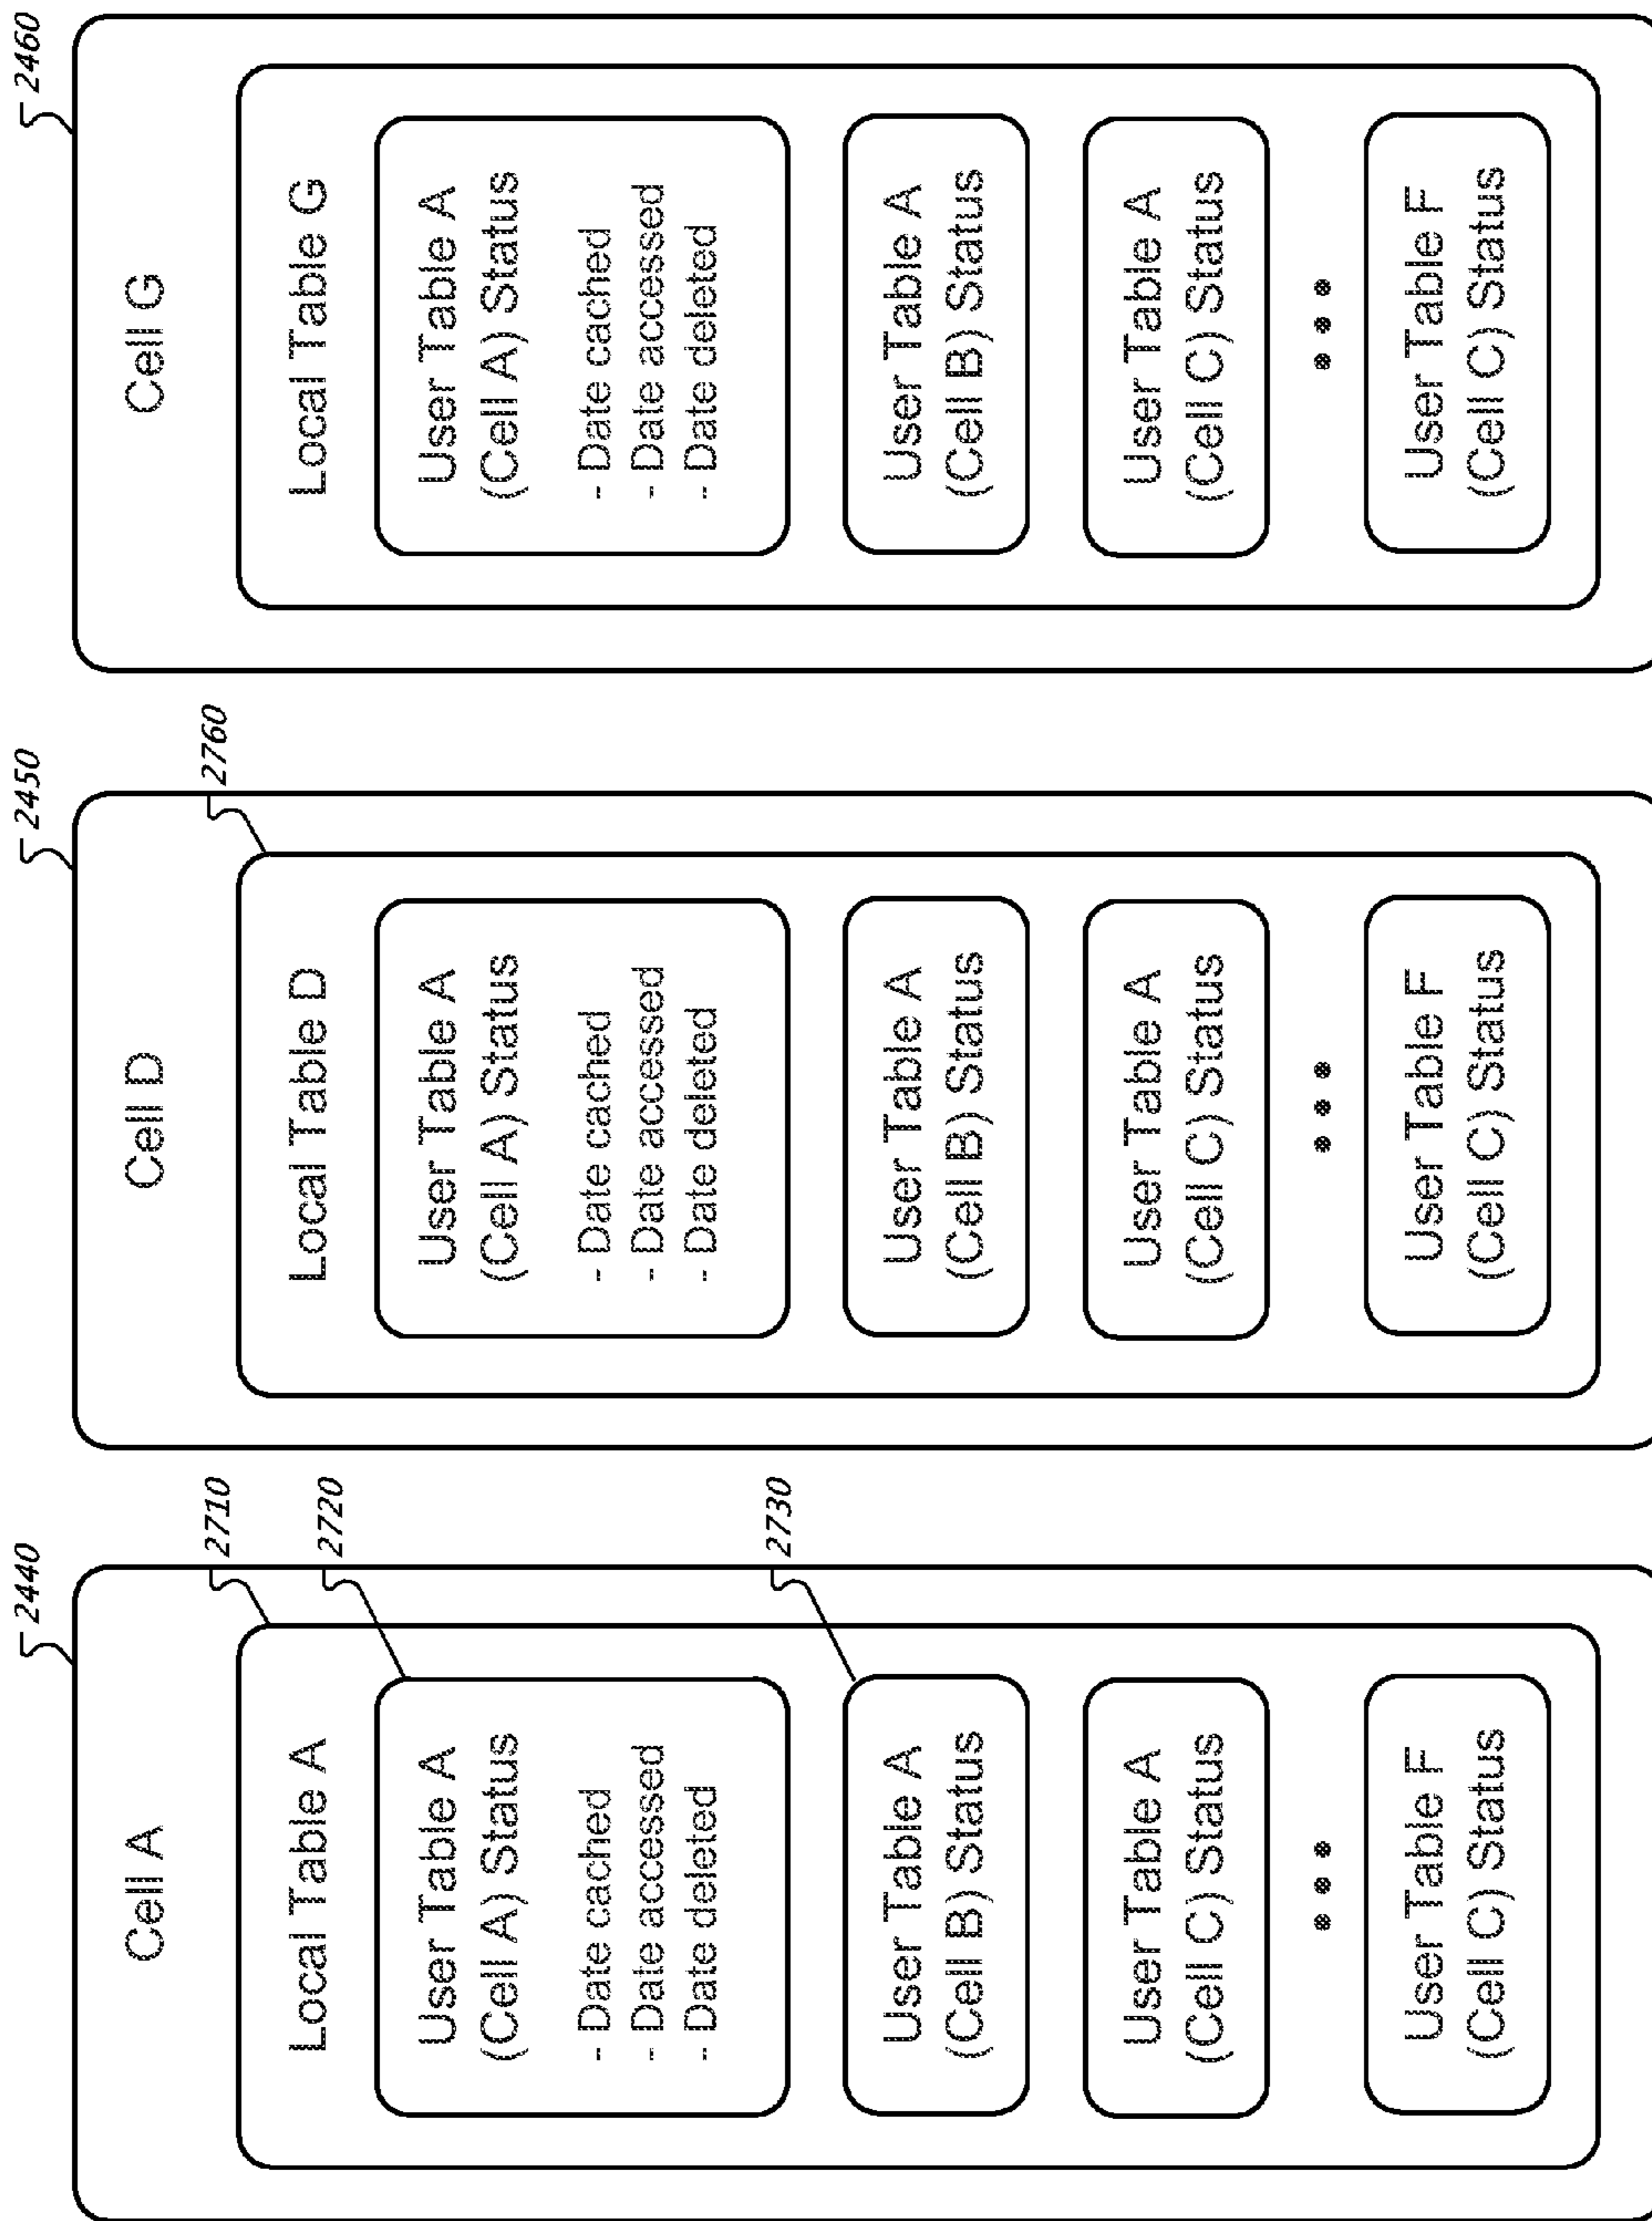 2440
Cell A
2710
Local Table A
2720
User Table A
(Cell A) Status
- Date cached
- Date accessed
- Date deleted
2730
User Table A
(Cell B) Status
User Table A
(Cell C) Status
• • •
User Table F
(Cell C) Status
2450
Cell D
2760
Local Table D
User Table A
(Cell A) Status
- Date cached
- Date accessed
- Date deleted
User Table A
(Cell B) Status
User Table A
(Cell C) Status
• • •
User Table F
(Cell C) Status
2460
Cell G
Local Table G
User Table A
(Cell A) Status
- Date cached
- Date accessed
- Date deleted
User Table A
(Cell B) Status
User Table A
(Cell C) Status
• • •
User Table F
(Cell C) Status